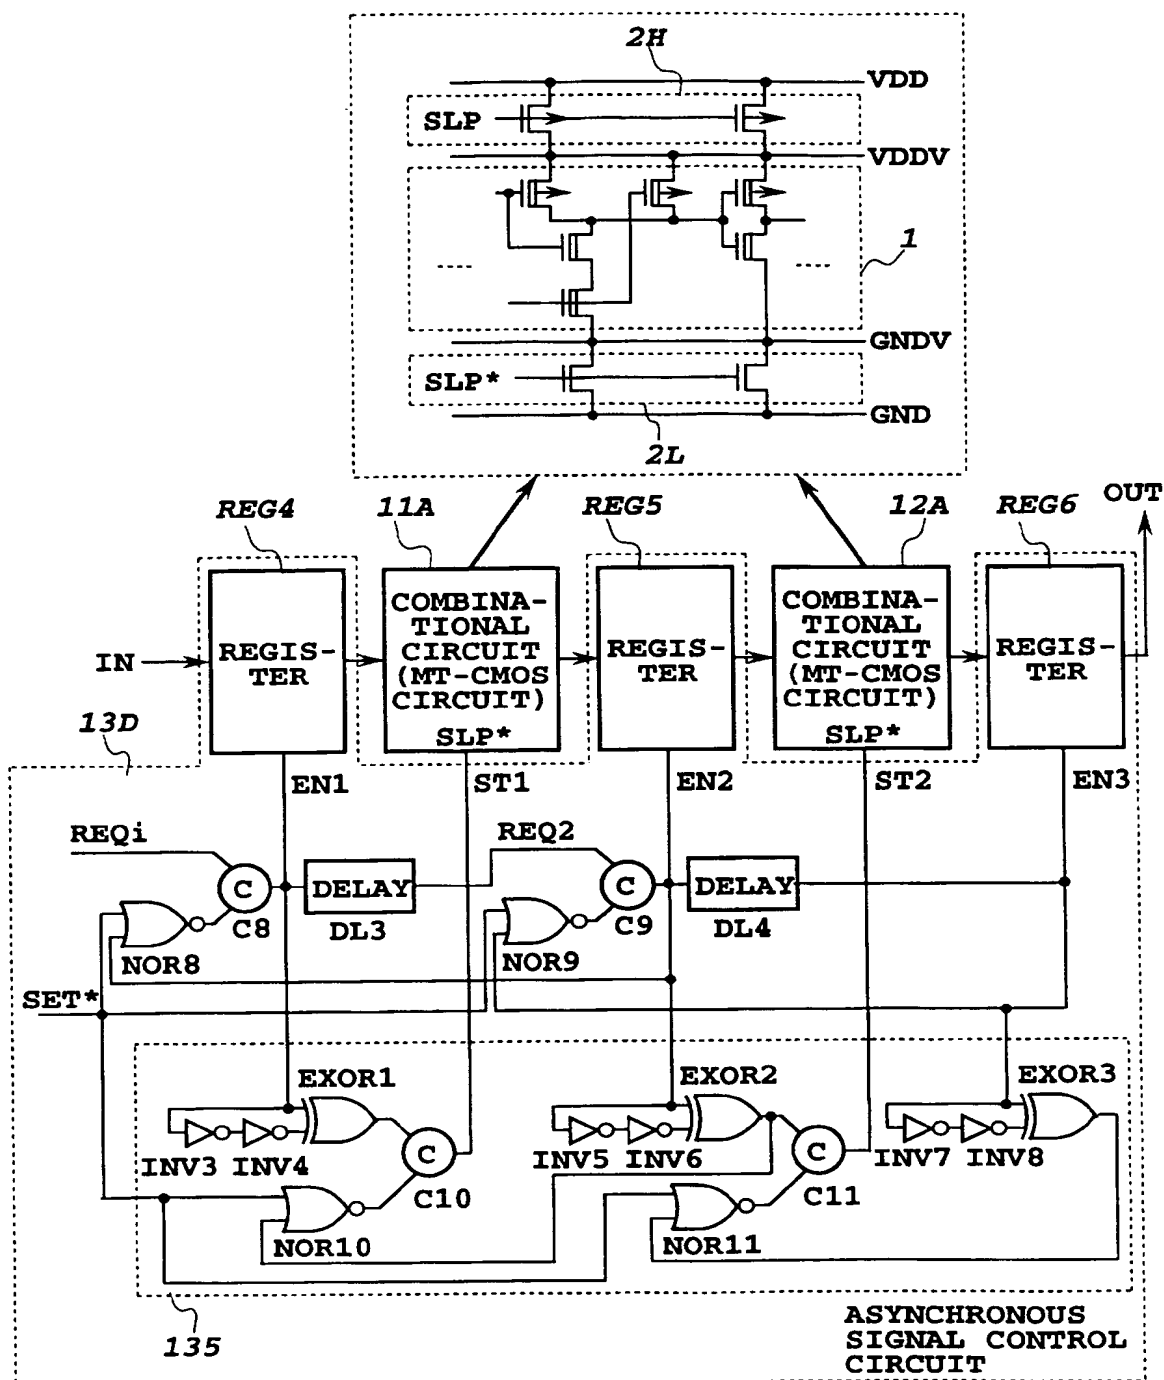 2H
VDD
SLP
VDDV
1
GNDV
SLP*
GND
2L
OUT
REG4
11A
REG5
12A
REG6
IN
REGIS-
TER
COMBINA-
TIONAL
CIRCUIT
(MT-CMOS
CIRCUIT)
SLP*
REGIS-
TER
COMBINA-
TIONAL
CIRCUIT
(MT-CMOS
CIRCUIT)
SLP*
REGIS-
TER
13D
EN1
ST1
EN2
ST2
EN3
REQi
REQ2
C
DELAY
C
DELAY
C8
DL3
C9
DL4
NOR8
NOR9
SET*
EXOR1
EXOR2
EXOR3
INV3
INV4
C
C10
INV5
INV6
C
C11
INV7
INV8
NOR10
NOR11
135
ASYNCHRONOUS
SIGNAL CONTROL
CIRCUIT